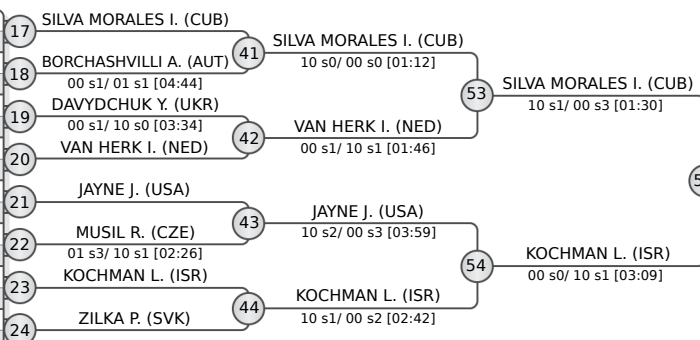 17 SILVA MORALES I. (CUB)
18 BORCHASHVILLI A. (AUT)
00 s1/ 01 s1 [04:44]
41 SILVA MORALES I. (CUB)
10 s0/ 00 s0 [01:12]
19 DAVYDCHUK Y. (UKR)
00 s1/ 10 s0 [03:34]
20 VAN HERK I. (NED)
42 VAN HERK I. (NED)
00 s1/ 10 s1 [01:46]
53 SILVA MORALES I. (CUB)
10 s1/ 00 s3 [01:30]
21 JAYNE J. (USA)
22 MUSIL R. (CZE)
01 s3/ 10 s1 [02:26]
43 JAYNE J. (USA)
10 s2/ 00 s3 [03:59]
23 KOCHMAN L. (ISR)
24 ZILKA P. (SVK)
44 KOCHMAN L. (ISR)
10 s1/ 00 s2 [02:42]
54 KOCHMAN L. (ISR)
00 s0/ 10 s1 [03:09]